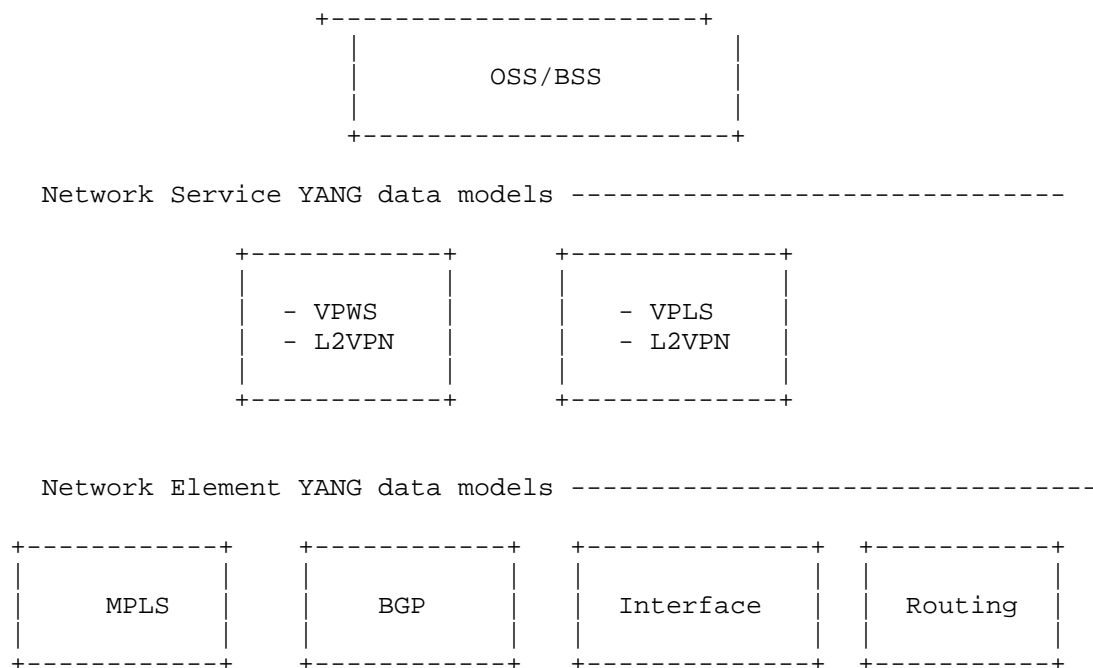 OSS/BSS
Network Service YANG data models -------------------------------
- VPWS - VPLS
- L2VPN - L2VPN
Network Element YANG data models ---------------------------------
MPLS BGP Interface Routing